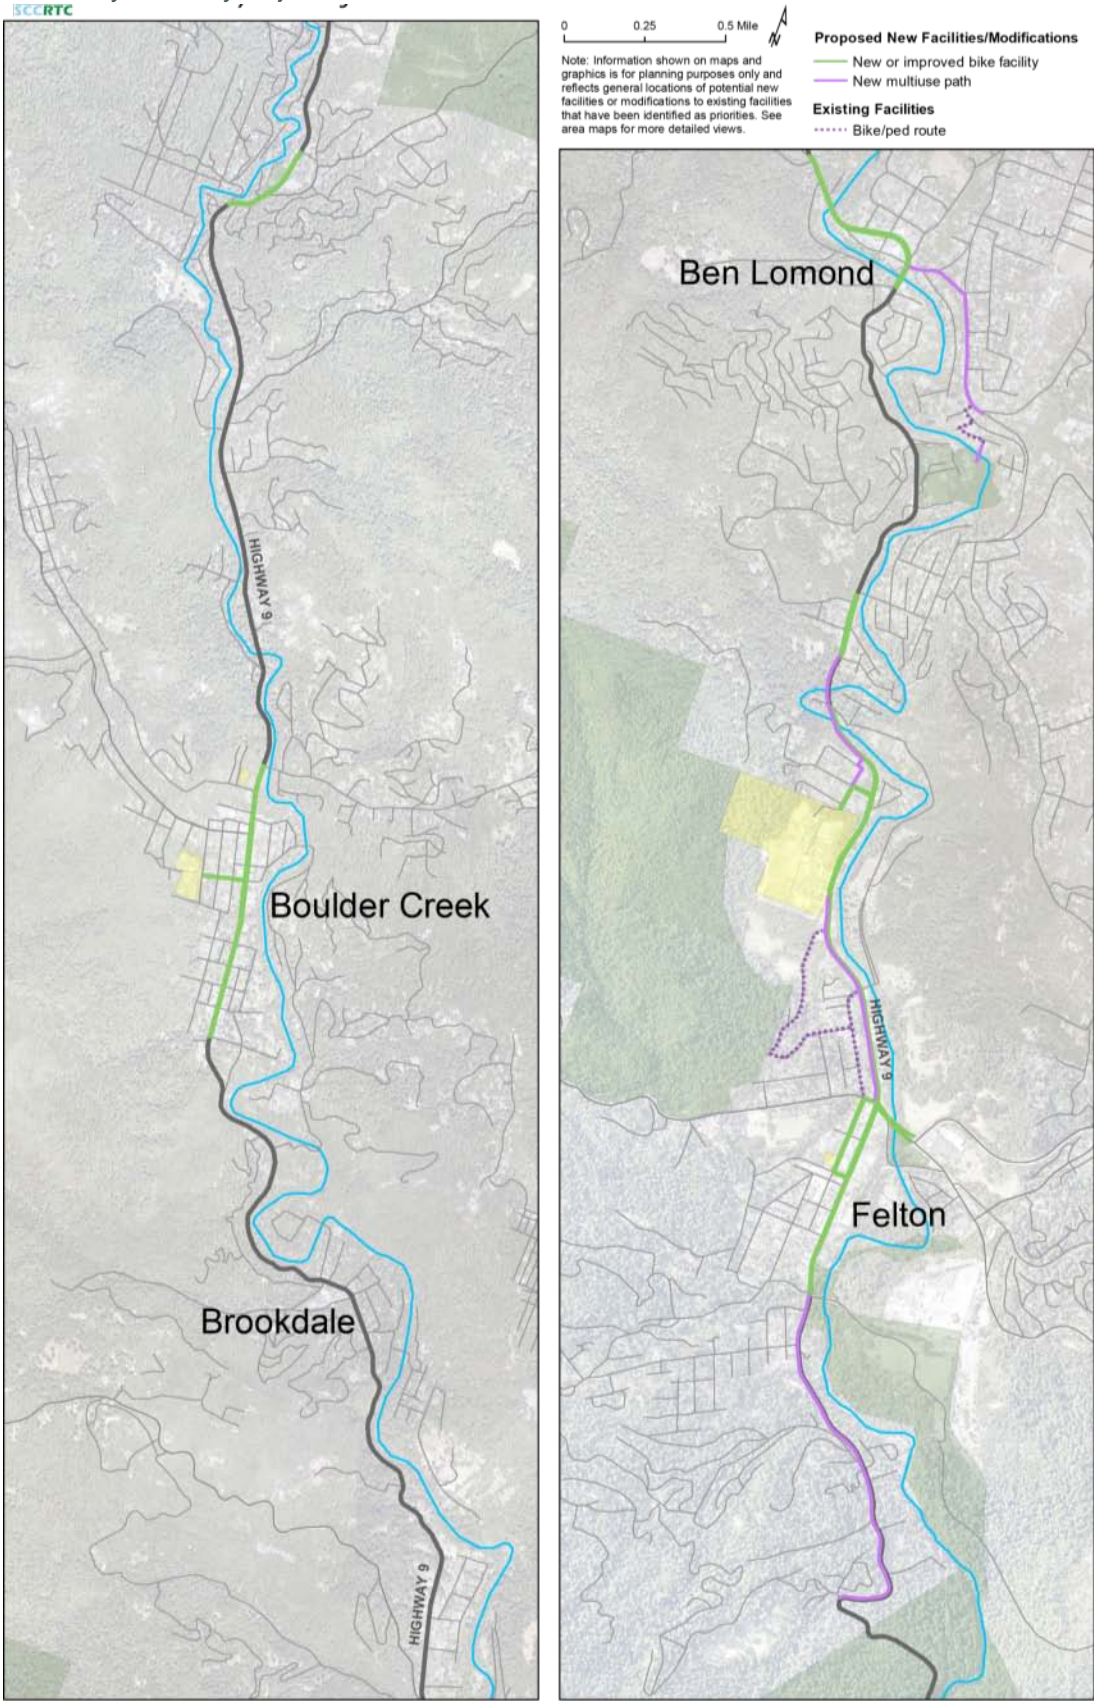 SCCRTC
0 0.25 0.5 Mile
N
Note: Information shown on maps and
graphics is for planning purposes only and
reflects general locations of potential new
facilities or modifications to existing facilities
that have been identified as priorities. See
area maps for more detailed views.
Proposed New Facilities/Modifications
New or improved bike facility
New multiuse path
Existing Facilities
Bike/ped route
HIGHWAY 9
Boulder Creek
Brookdale
HIGHWAY 9
Ben Lomond
HIGHWAY 9
Felton